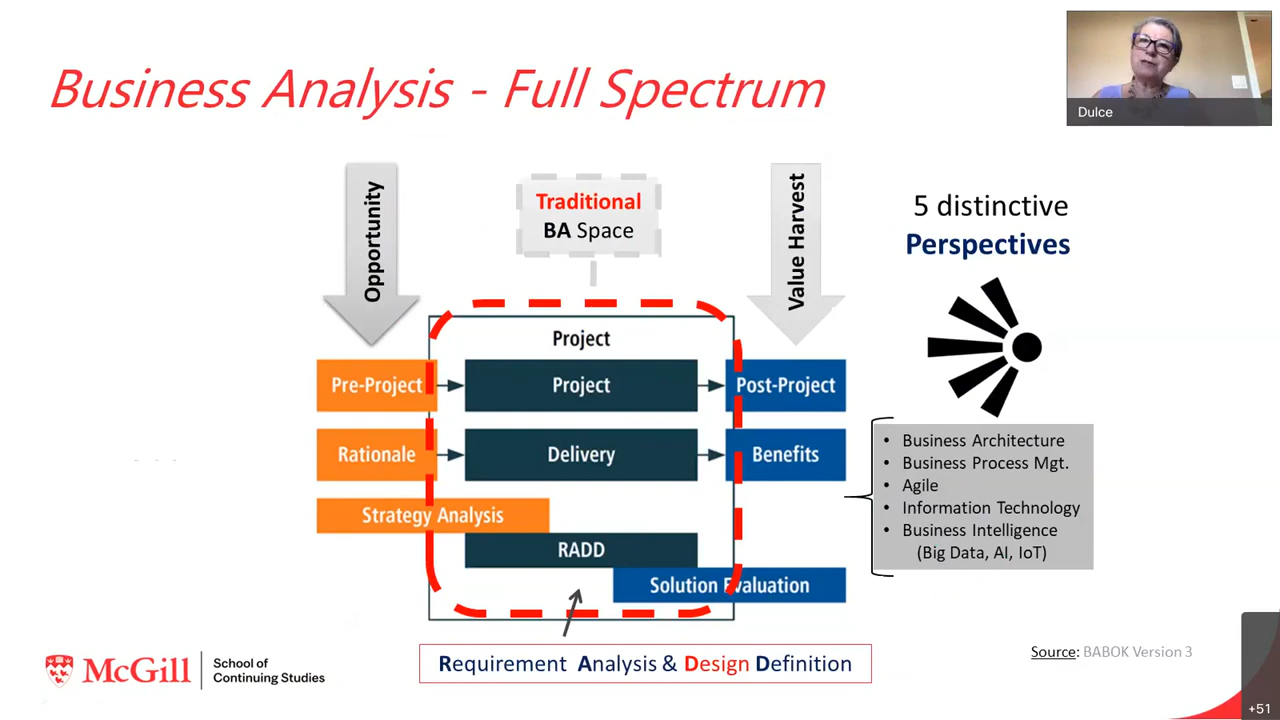 Business Analysis - Full Spectrum
Dulce
Opportunity
Traditional
BA Space
Value Harvest
5 distinctive
Perspectives
Project
Pre-Project
Project
Post-Project
Rationale
Delivery
Benefits
Strategy Analysis
RADD
Solution Evaluation
• Business Architecture
• Business Process Mgt.
• Agile
• Information Technology
• Business Intelligence
(Big Data, AI, IoT)
Requirement Analysis & Design Definition
Source: BABOK Version 3
McGill
School of
Continuing Studies
+51